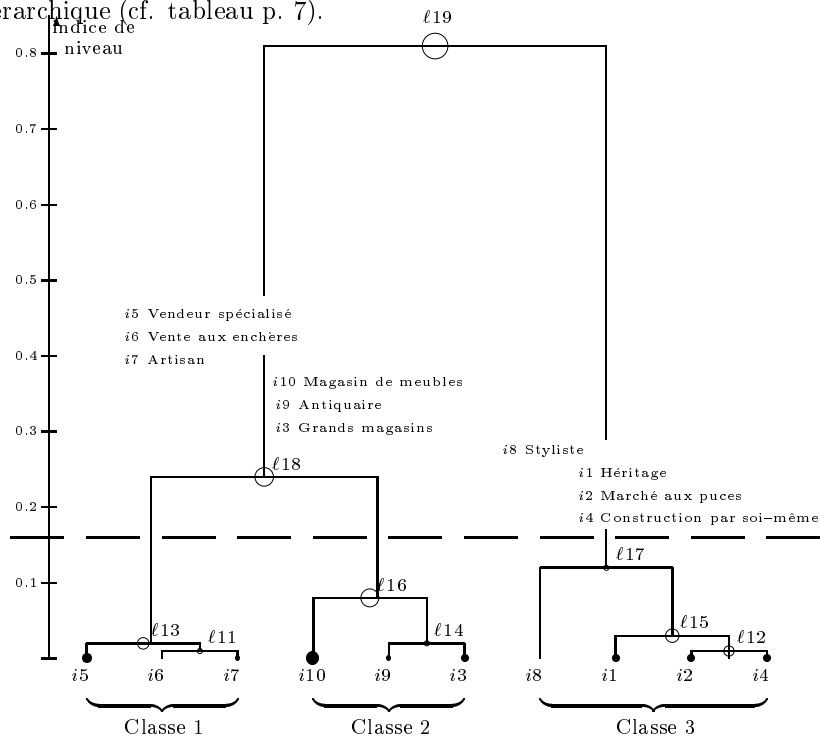 érarchique (cf. tableau p. 7).
Indice de
niveau
ℓ19
0.8
0.7
0.6
0.5
i5 Vendeur spécialisé
i6 Vente aux enchères
i7 Artisan
0.4
i10 Magasin de meubles
i9 Antiquaire
i3 Grands magasins
0.3
i8 Styliste
ℓ18
i1 Héritage
i2 Marché aux puces
i4 Construction par soi–même
0.2
ℓ17
0.1
ℓ16
ℓ13 ℓ11 ℓ14 ℓ15 ℓ12
i5 i6 i7 i10 i9 i3 i8 i1 i2 i4
Classe 1 Classe 2 Classe 3